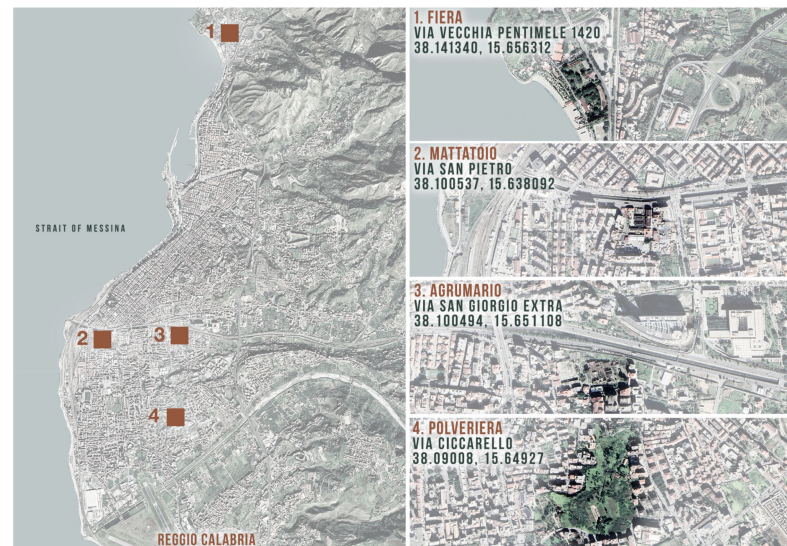 1
STRAIT OF MESSINA
2
3
4
REGGIO CALABRIA
1. FIERA
VIA VECCHIA PENTIMELE 1420
38.141340, 15.656312
2. MATTATOIO
VIA SAN PIETRO
38.100537, 15.638092
3. AGRUMARIO
VIA SAN GIORGIO EXTRA
38.100494, 15.651108
4. POLVERIERA
VIA CICCARELLO
38.09008, 15.64927